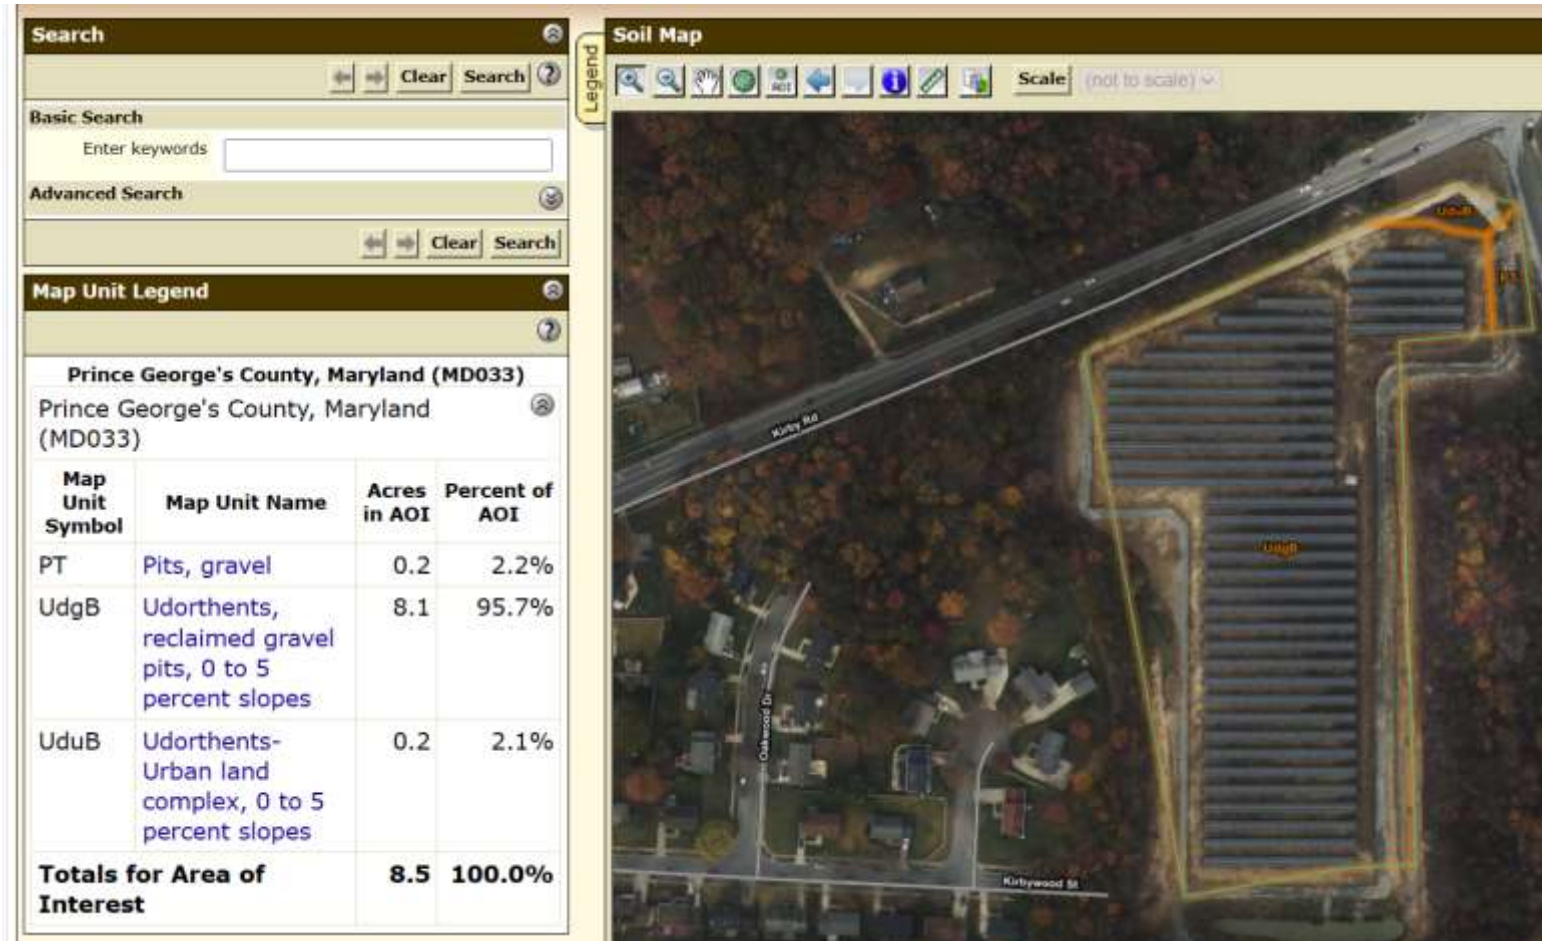 Search
Clear Search
Basic Search
Enter keywords
Advanced Search
Clear Search
Map Unit Legend
Prince George's County, Maryland (MD033)
Prince George's County, Maryland
(MD033)
Map
Unit
Symbol
Map Unit Name
Acres
in AOI
Percent of
AOI
PT
Pits, gravel
0.2
2.2%
UdgB
Udorthents,
reclaimed gravel
pits, 0 to 5
percent slopes
8.1
95.7%
UduB
Udorthents-
Urban land
complex, 0 to 5
percent slopes
0.2
2.1%
Totals for Area of
Interest
8.5
100.0%
Legend
Soil Map
AOI
Scale
(not to scale)
UduB
PT
Kirby Rd
UdgB
Oakwood Dr
Kirbywood St